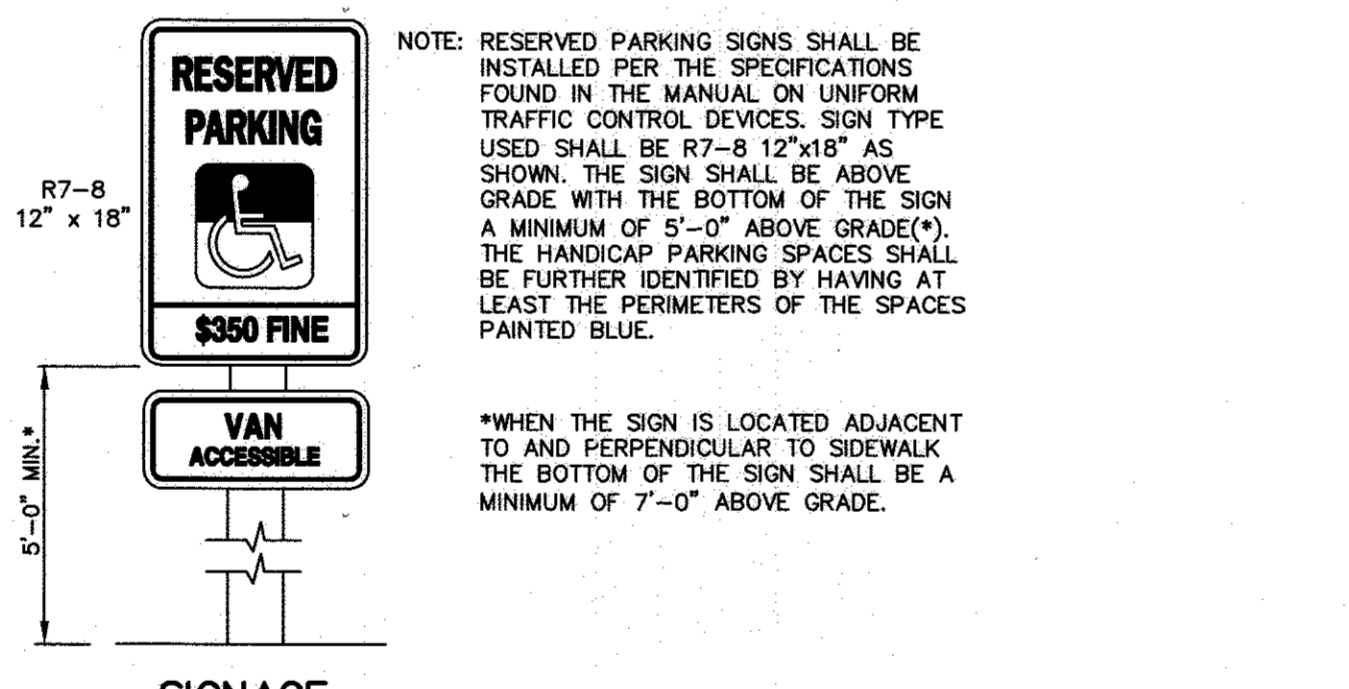 RESERVED
PARKING
$350 FINE
VAN
ACCESSIBLE
R7-8
12" x 18"
5'-0" MIN.*
NOTE: RESERVED PARKING SIGNS SHALL BE
INSTALLED PER THE SPECIFICATIONS
FOUND IN THE MANUAL ON UNIFORM
TRAFFIC CONTROL DEVICES. SIGN TYPE
USED SHALL BE R7-8 12"x18" AS
SHOWN. THE SIGN SHALL BE ABOVE
GRADE WITH THE BOTTOM OF THE SIGN
A MINIMUM OF 5'-0" ABOVE GRADE(*).
THE HANDICAP PARKING SPACES SHALL
BE FURTHER IDENTIFIED BY HAVING AT
LEAST THE PERIMETERS OF THE SPACES
PAINTED BLUE.
*WHEN THE SIGN IS LOCATED ADJACENT
TO AND PERPENDICULAR TO SIDEWALK
THE BOTTOM OF THE SIGN SHALL BE A
MINIMUM OF 7'-0" ABOVE GRADE.
SIGNAGE